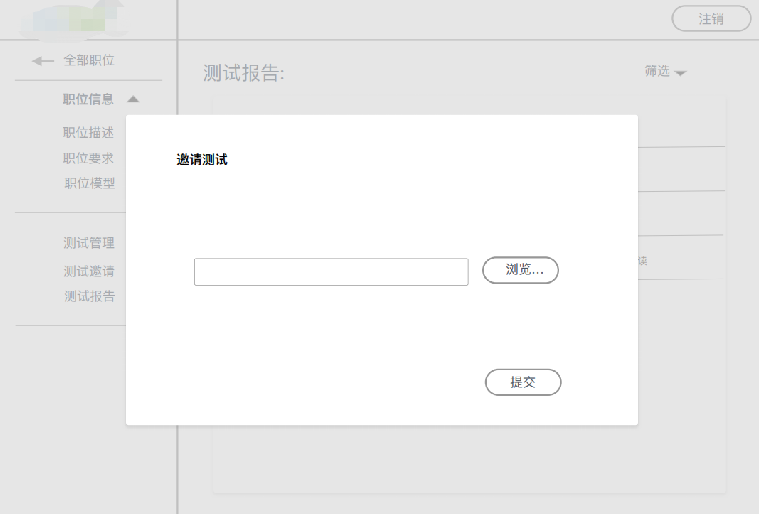 注销
全部职位
测试报告:
筛选
职位信息
职位描述
职位要求
职位模型
测试管理
测试邀请
测试报告
邀请测试
浏览...
提交